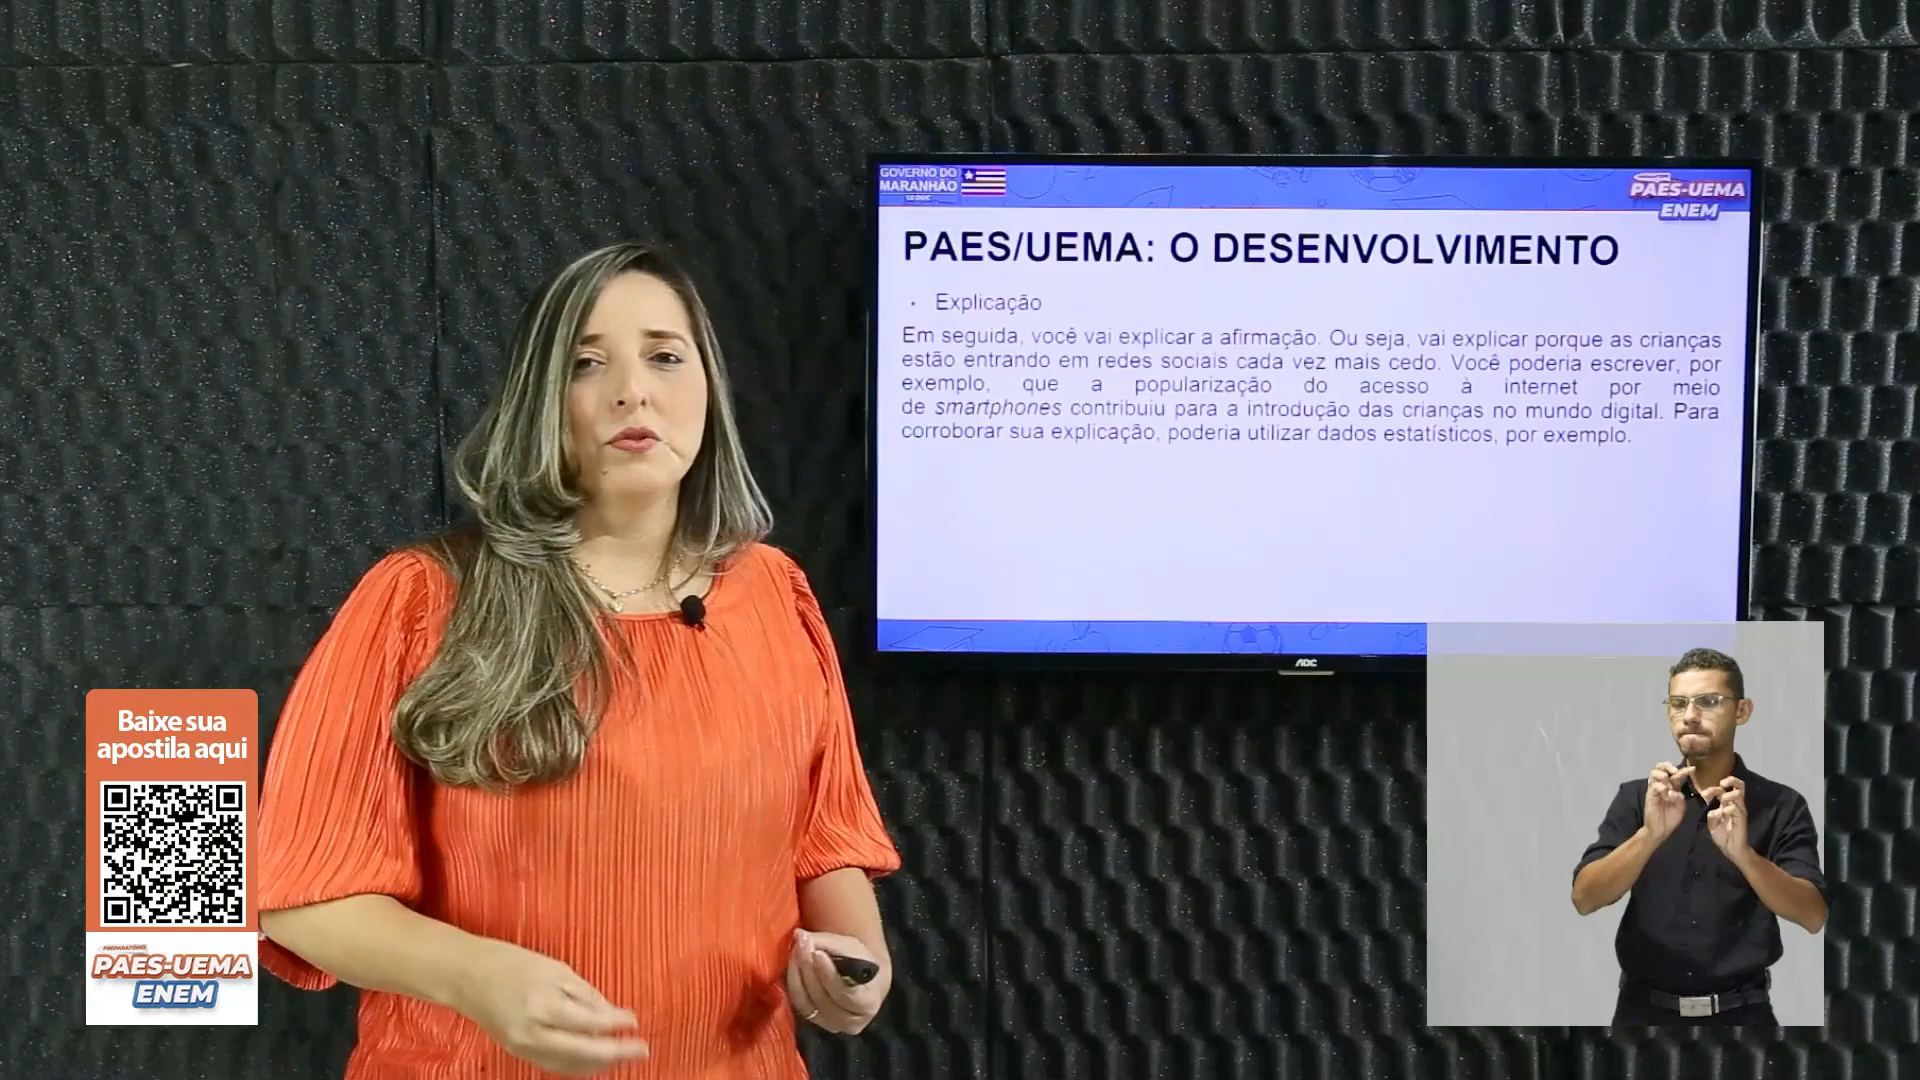 GOVERNO DO
MARANHÃO
PAES-UEMA
ENEM
PAES/UEMA: O DESENVOLVIMENTO
• Explicação
Em seguida, você vai explicar a afirmação. Ou seja, vai explicar porque as crianças
estão entrando em redes sociais cada vez mais cedo. Você poderia escrever, por
exemplo, que a popularização do acesso à internet por meio
de smartphones contribuiu para a introdução das crianças no mundo digital. Para
corroborar sua explicação, poderia utilizar dados estatísticos, por exemplo.
AOC
Baixe sua
apostila aqui
PREPARATÓRIO
PAES-UEMA
ENEM